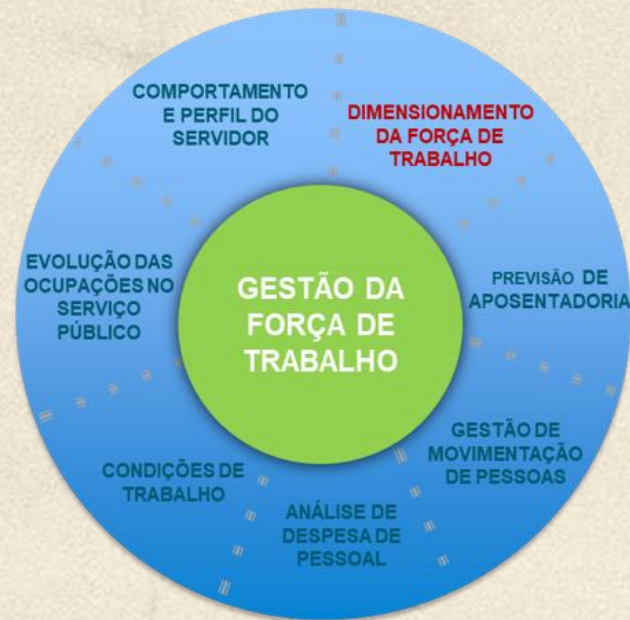 GESTÃO DA
FORÇA DE
TRABALHO
DIMENSIONAMENTO
DA FORÇA DE
TRABALHO
PREVISÃO DE
APOSENTADORIA
GESTÃO DE
MOVIMENTAÇÃO
DE PESSOAS
ANÁLISE DE
DESPESA DE
PESSOAL
CONDIÇÕES DE
TRABALHO
EVOLUÇÃO DAS
OCUPAÇÕES NO
SERVIÇO
PÚBLICO
COMPORTAMENTO
E PERFIL DO
SERVIDOR